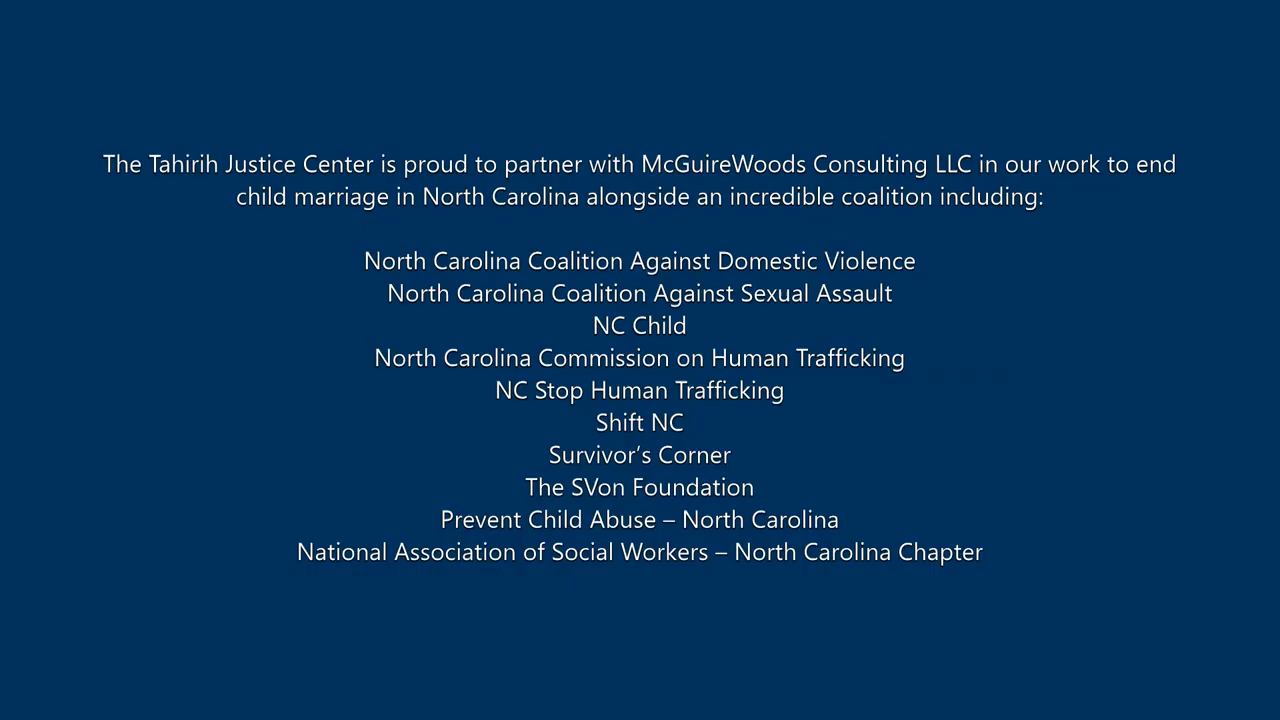 The Tahirih Justice Center is proud to partner with McGuireWoods Consulting LLC in our work to end
child marriage in North Carolina alongside an incredible coalition including:
North Carolina Coalition Against Domestic Violence
North Carolina Coalition Against Sexual Assault
NC Child
North Carolina Commission on Human Trafficking
NC Stop Human Trafficking
Shift NC
Survivor’s Corner
The SVon Foundation
Prevent Child Abuse – North Carolina
National Association of Social Workers – North Carolina Chapter